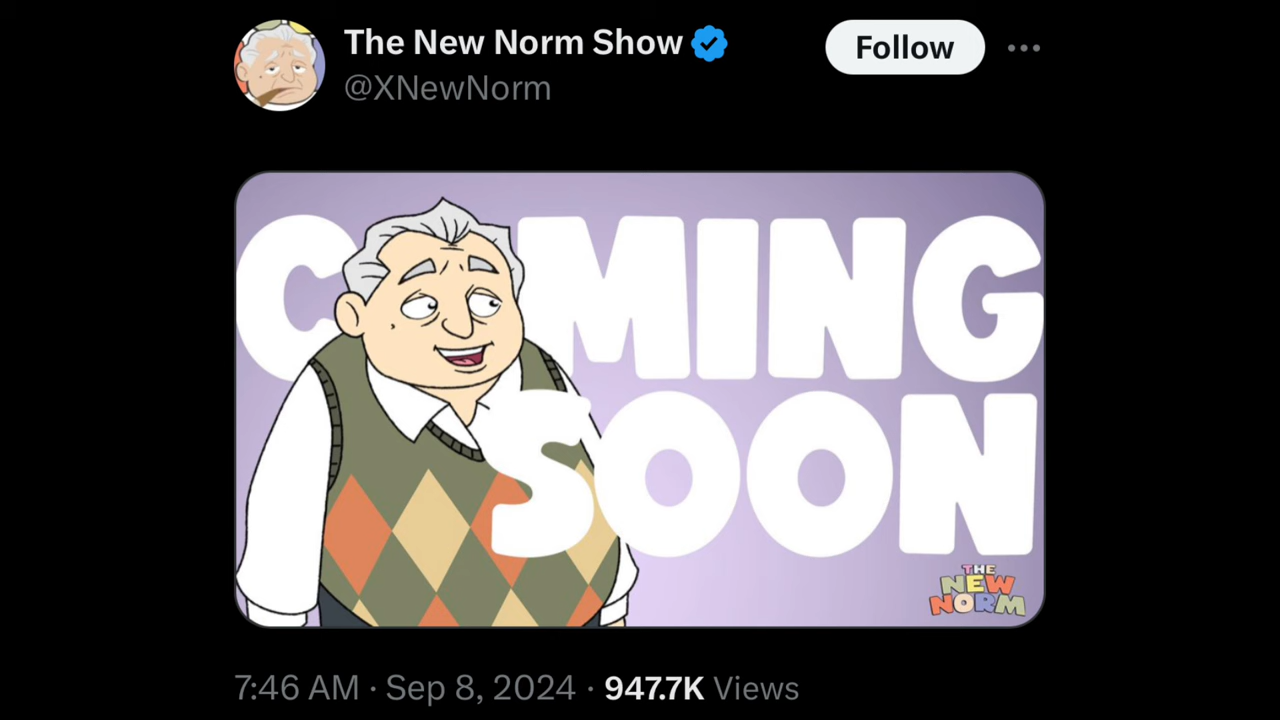 The New Norm Show
Follow
@XNewNorm
COMING
SOON
THE
NEW
NORM
7:46 AM · Sep 8, 2024 · 947.7K Views